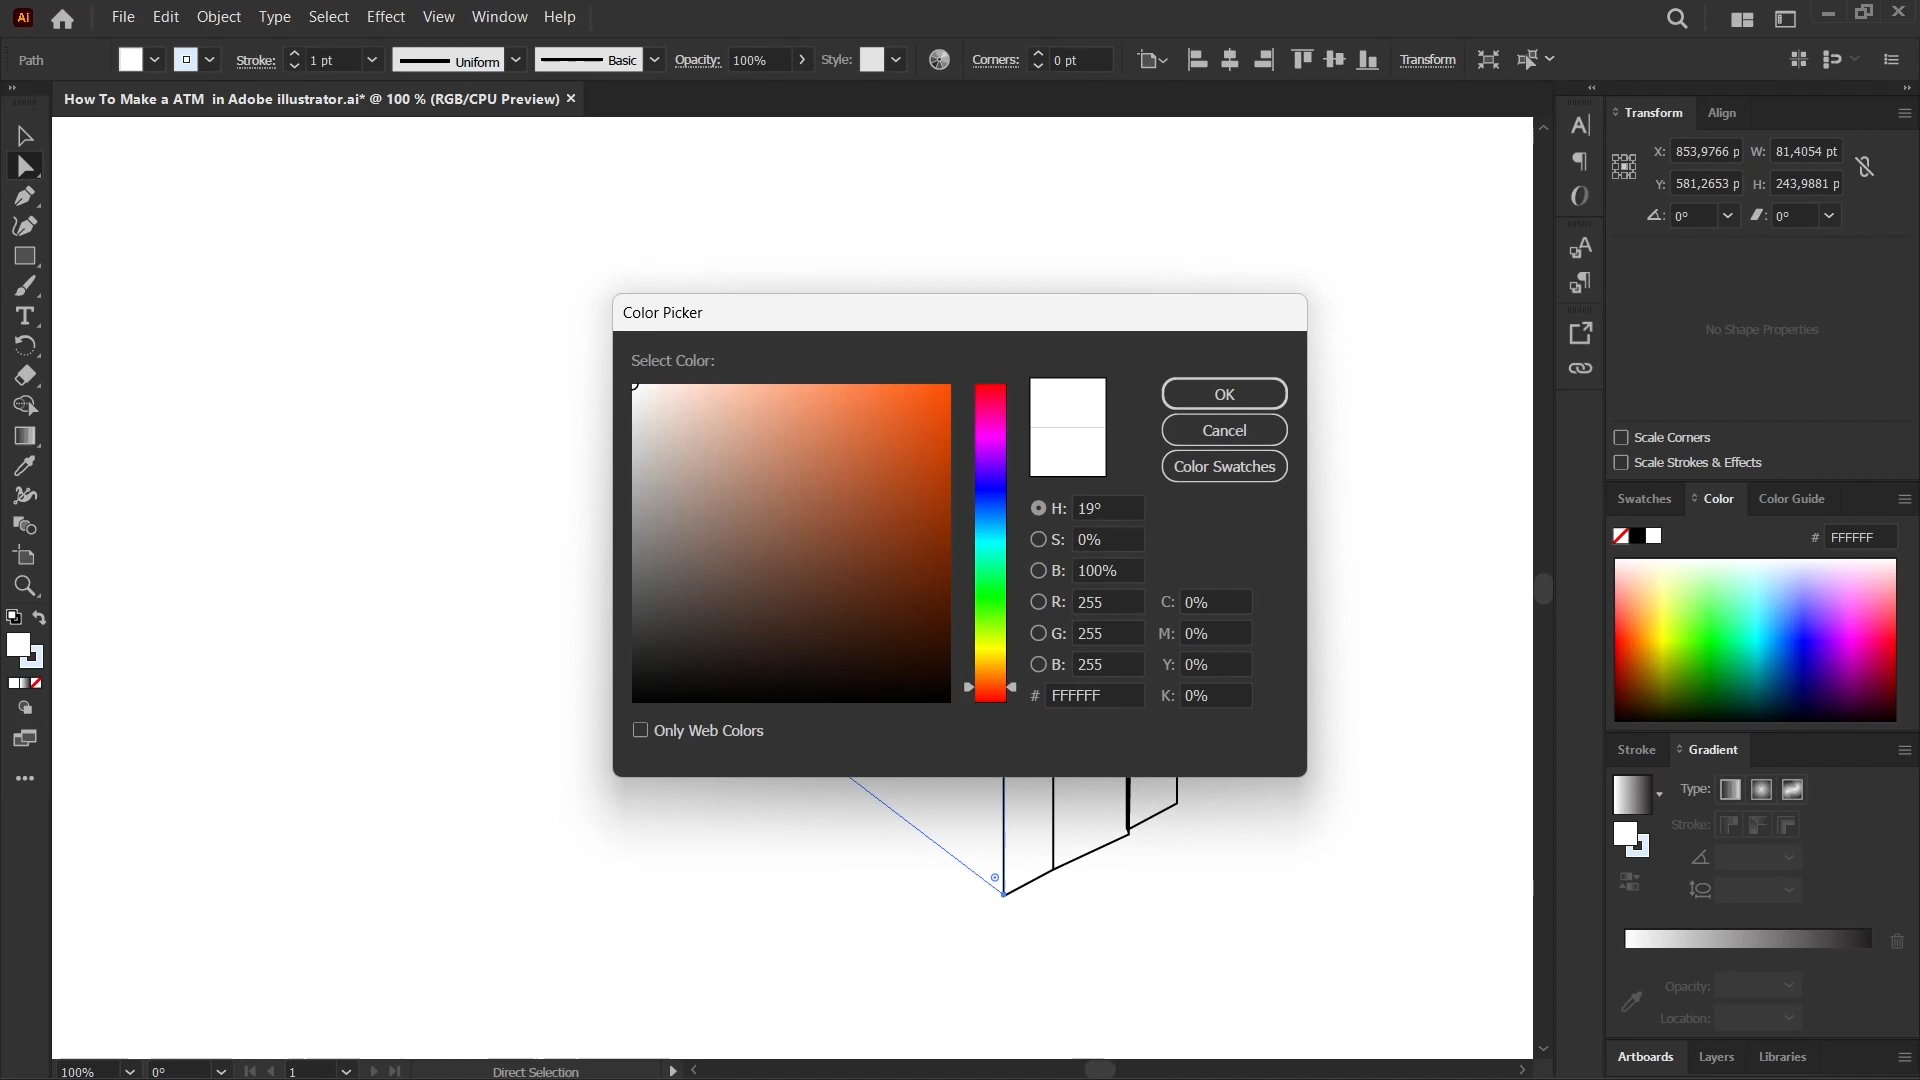 Ai File Edit Object Type Select Effect View Window Help
Path Stroke: 1 pt Uniform Basic Opacity: 100% Style: Corners: 0 pt Transform
How To Make a ATM in Adobe illustrator.ai* @ 100 % (RGB/CPU Preview)
Transform Align
X: 853,9766 p W: 81,4054 pt
Y: 581,2653 p H: 243,9881 p
0° 0°
No Shape Properties
Scale Corners
Scale Strokes & Effects
Color Picker
Select Color:
OK
Cancel
Color Swatches
H: 19°
S: 0%
B: 100%
R: 255 C: 0%
G: 255 M: 0%
B: 255 Y: 0%
# FFFFFF K: 0%
Only Web Colors
Swatches Color Color Guide
# FFFFFF
Stroke Gradient
Type:
Stroke:
Opacity:
Location:
Artboards Layers Libraries
100% 0° 1 Direct Selection